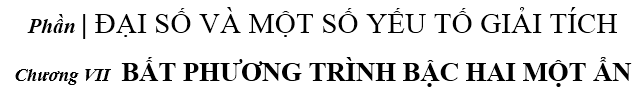 Phần | ĐẠI SỐ VÀ MỘT SỐ YẾU TỐ GIẢI TÍCH
Chương VII BẤT PHƯƠNG TRÌNH BẬC HAI MỘT ẨN